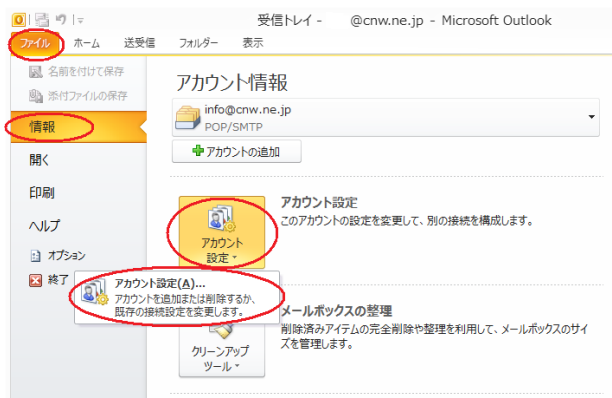 受信トレイ - @cnw.ne.jp - Microsoft Outlook
ファイル ホーム 送受信 フォルダー 表示
名前を付けて保存
添付ファイルの保存
情報
開く
印刷
ヘルプ
オプション
終了
アカウント情報
info@cnw.ne.jp
POP/SMTP
アカウントの追加
アカウント
設定
アカウント設定
このアカウントの設定を変更して、別の接続を構成します。
アカウント設定(A)...
アカウントを追加または削除するか、
既存の接続設定を変更します。
クリーンアップ
ツール
メールボックスの整理
削除済みアイテムの完全削除や整理を利用して、メールボックスのサイ
ズを管理します。